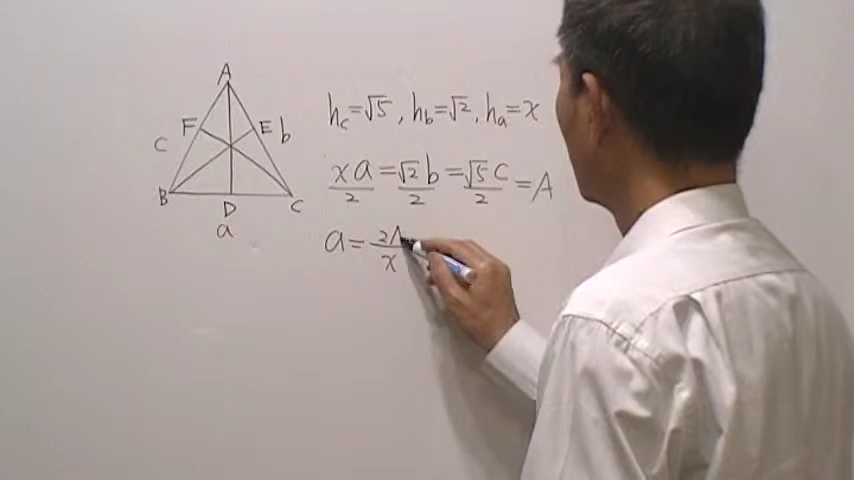 A
F
E
b
c
B
D
C
a
h_c=√5, h_b=√2, h_a=x
xa/2=√2b/2=√5c/2=A
a=2A/x